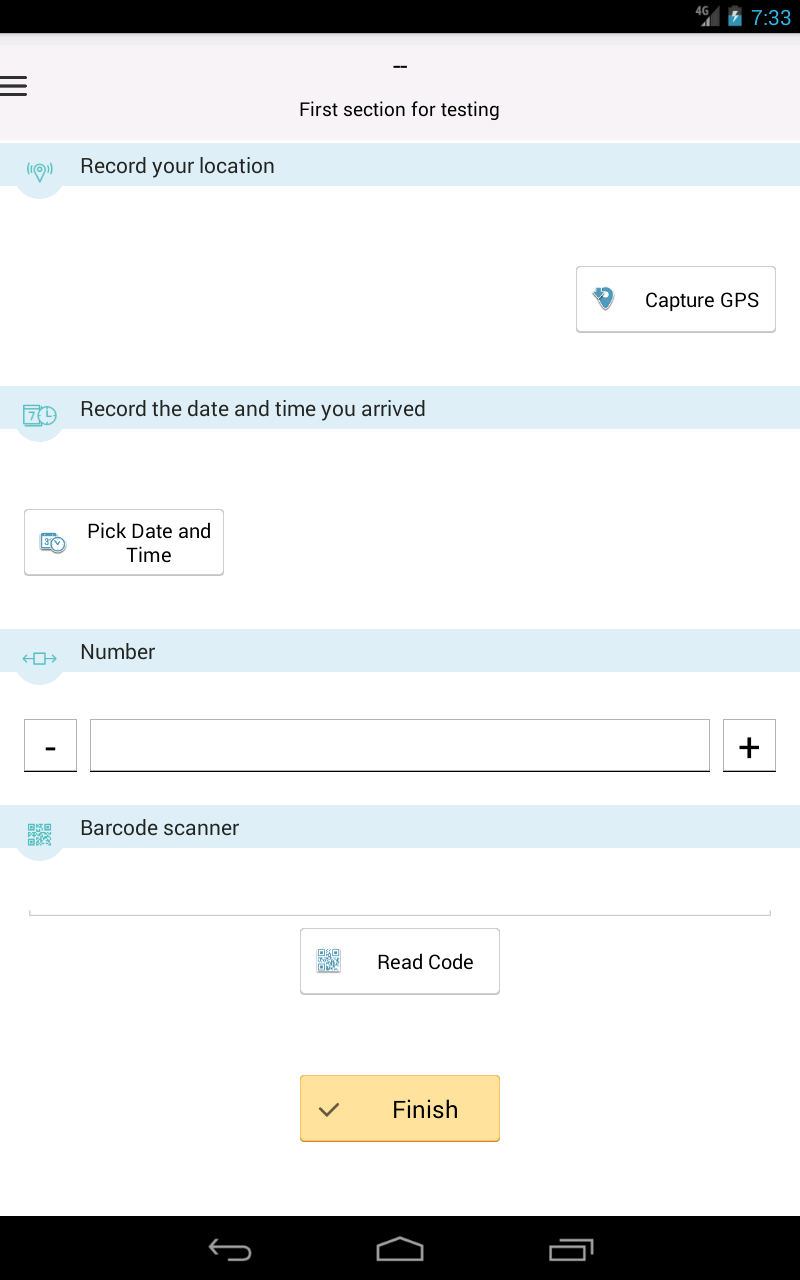 4G 7:33
--
First section for testing
Record your location
Capture GPS
Record the date and time you arrived
Pick Date and
Time
Number
- +
Barcode scanner
Read Code
Finish